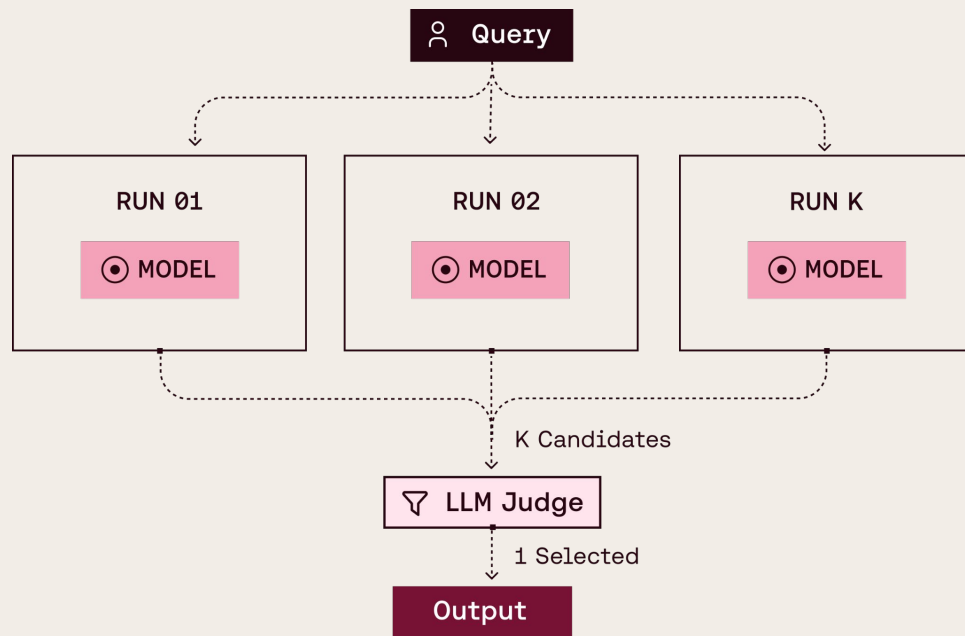 Query
RUN 01
RUN 02
RUN K
MODEL
MODEL
MODEL
K Candidates
LLM Judge
1 Selected
Output